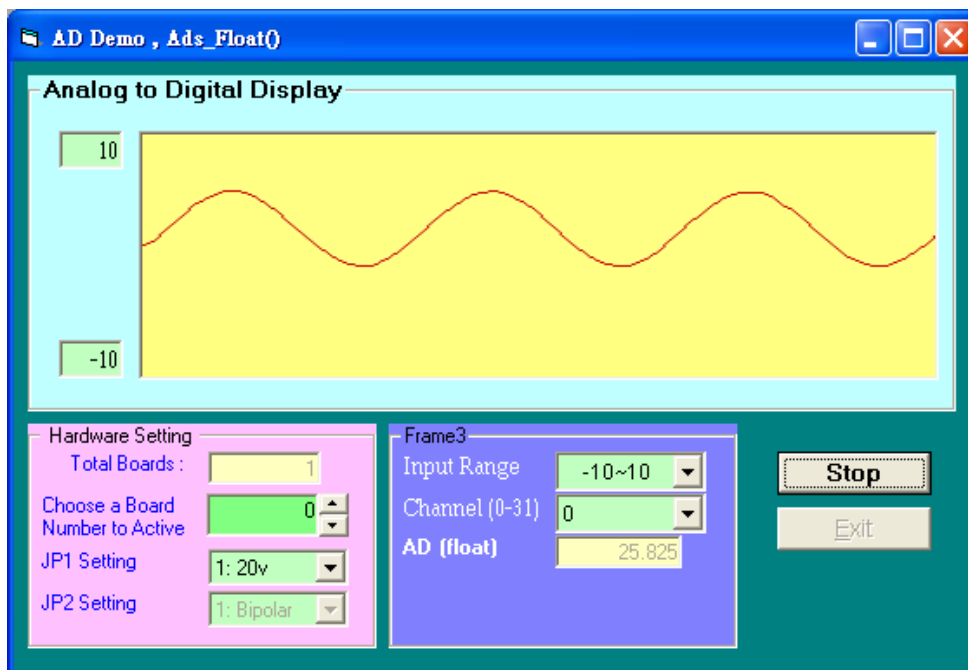 AD Demo , Ads_Float()
Analog to Digital Display
10
-10
Hardware Setting
Total Boards : 1
Choose a Board
Number to Active 0
JP1 Setting 1: 20v
JP2 Setting 1: Bipolar
Frame3
Input Range -10~10
Channel (0-31) 0
AD (float) 25.825
Stop
Exit